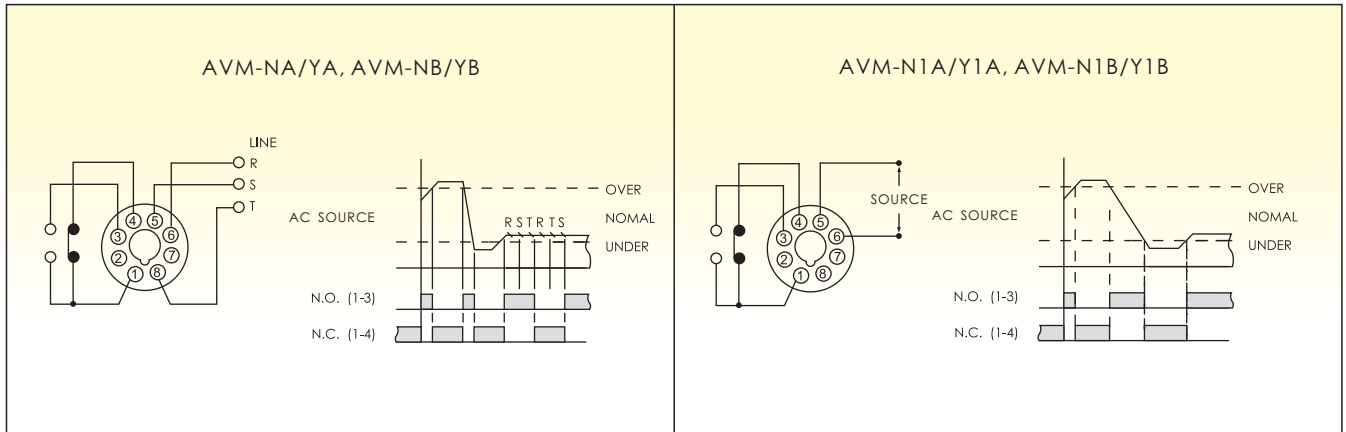 AVM-NA/YA, AVM-NB/YB
LINE
R
S
T
4 5
3 6
2 7
1 8
AC SOURCE
OVER
R S T R T S
NOMAL
UNDER
N.O. (1-3)
N.C. (1-4)
AVM-N1A/Y1A, AVM-N1B/Y1B
4 5
3 6
2 7
1 8
SOURCE
AC SOURCE
OVER
NOMAL
UNDER
N.O. (1-3)
N.C. (1-4)